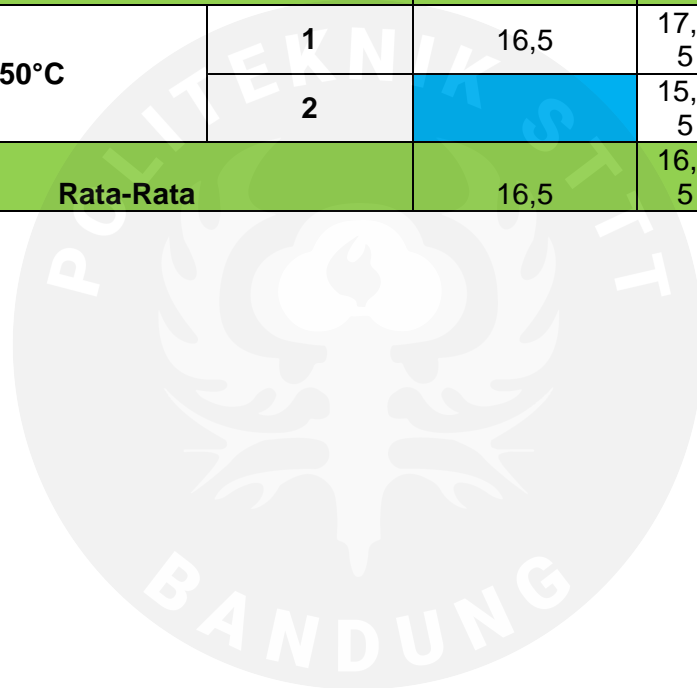 50°C
1
16,5
17,
5
2
15,
5
Rata-Rata
16,5
16,
5
POLITEKNIK STTT
BANDUNG